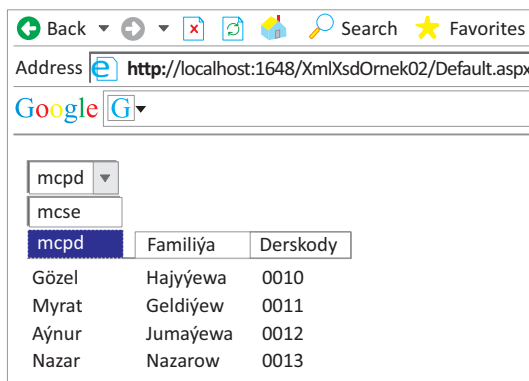 Back Search Favorites
Address http://localhost:1648/XmlXsdOrnek02/Default.aspx
Google G
mcpd
mcse
mcpd Familiýa Derskody
Gözel Hajyýewa 0010
Myrat Geldiýew 0011
Aýnur Jumaýewa 0012
Nazar Nazarow 0013